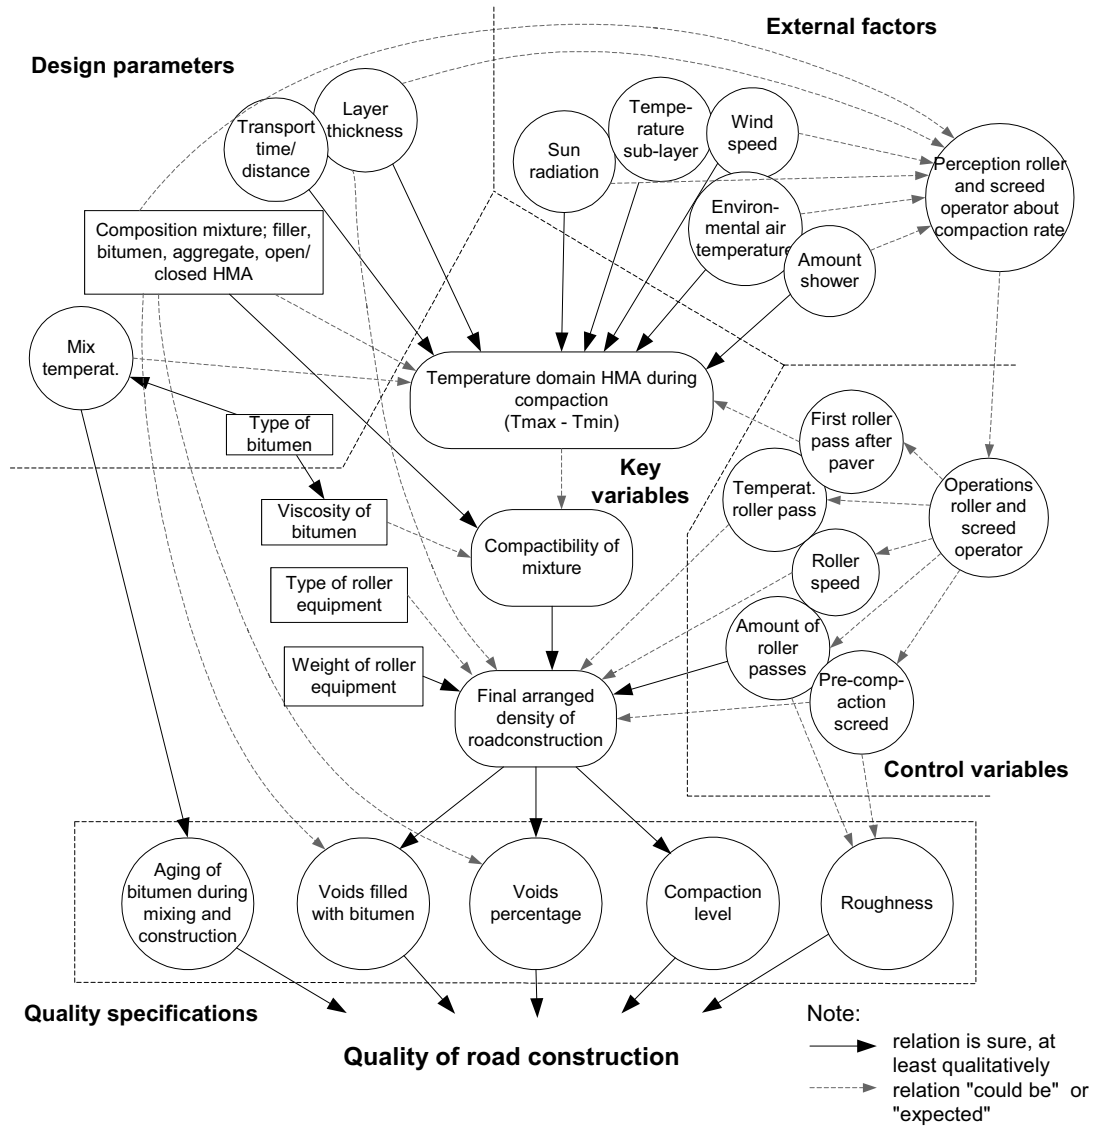 External factors
Design parameters
Layer
thickness
Transport
time/
distance
Tempe-
rature
sub-layer
Wind
speed
Sun
radiation
Perception roller
and screed
operator about
compaction rate
Environ-
mental air
temperature
Composition mixture; filler,
bitumen, aggregate, open/
closed HMA
Amount
shower
Mix
temperat.
Temperature domain HMA during
compaction
(Tmax - Tmin)
Type of
bitumen
First roller
pass after
paver
Key
variables
Temperat.
roller pass
Operations
roller and
screed
operator
Viscosity of
bitumen
Compactibility of
mixture
Roller
speed
Type of roller
equipment
Amount of
roller
passes
Weight of roller
equipment
Final arranged
density of
roadconstruction
Pre-comp-
action
screed
Control variables
Aging of
bitumen during
mixing and
construction
Voids filled
with bitumen
Voids
percentage
Compaction
level
Roughness
Quality specifications
Quality of road construction
Note:
relation is sure, at
least qualitatively
relation "could be" or
"expected"